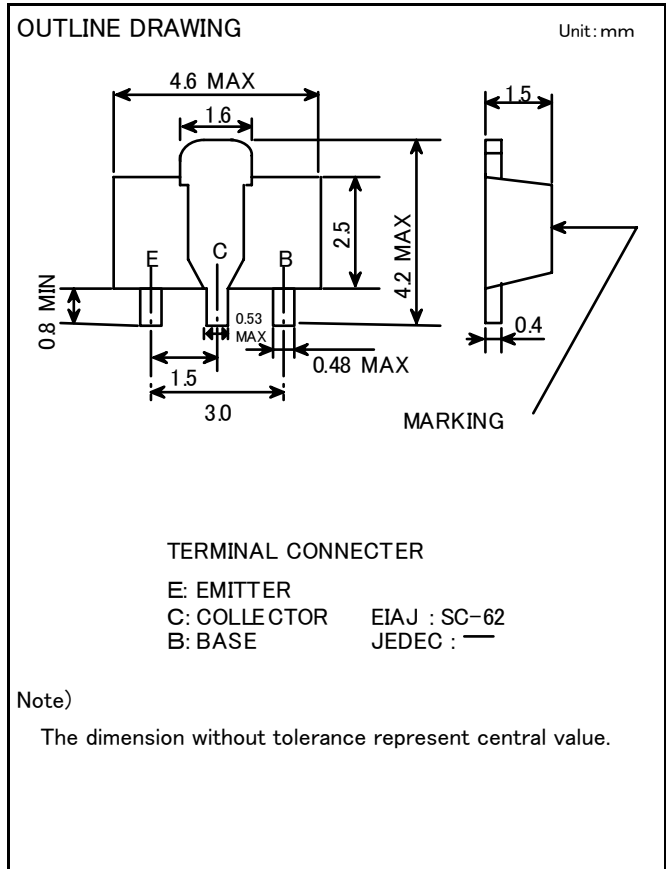 OUTLINE DRAWING
Unit:mm
4.6 MAX
1.6
1.5
E
C
B
2.5
4.2 MAX
0.8 MIN
0.53
MAX
0.48 MAX
0.4
1.5
3.0
MARKING
TERMINAL CONNECTER
E: EMITTER
C: COLLECTOR EIAJ : SC-62
B: BASE JEDEC : —
Note)
The dimension without tolerance represent central value.